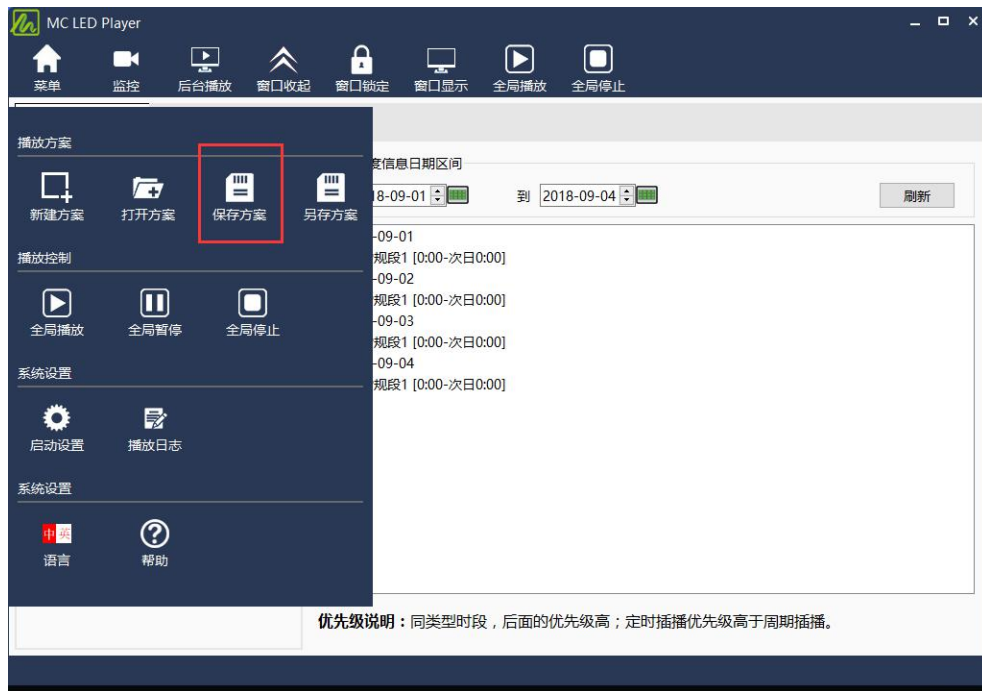 MC LED Player
菜单 监控 后台播放 窗口收起 窗口锁定 窗口显示 全局播放 全局停止
播放方案
新建方案 打开方案 保存方案 另存方案
度信息日期区间
18-09-01 到 2018-09-04 刷新
-09-01
规段1 [0:00-次日0:00]
-09-02
规段1 [0:00-次日0:00]
-09-03
规段1 [0:00-次日0:00]
-09-04
规段1 [0:00-次日0:00]
播放控制
全局播放 全局暂停 全局停止
系统设置
启动设置 播放日志
系统设置
中 英
语言 帮助
优先级说明：同类型时段，后面的优先级高；定时插播优先级高于周期插播。